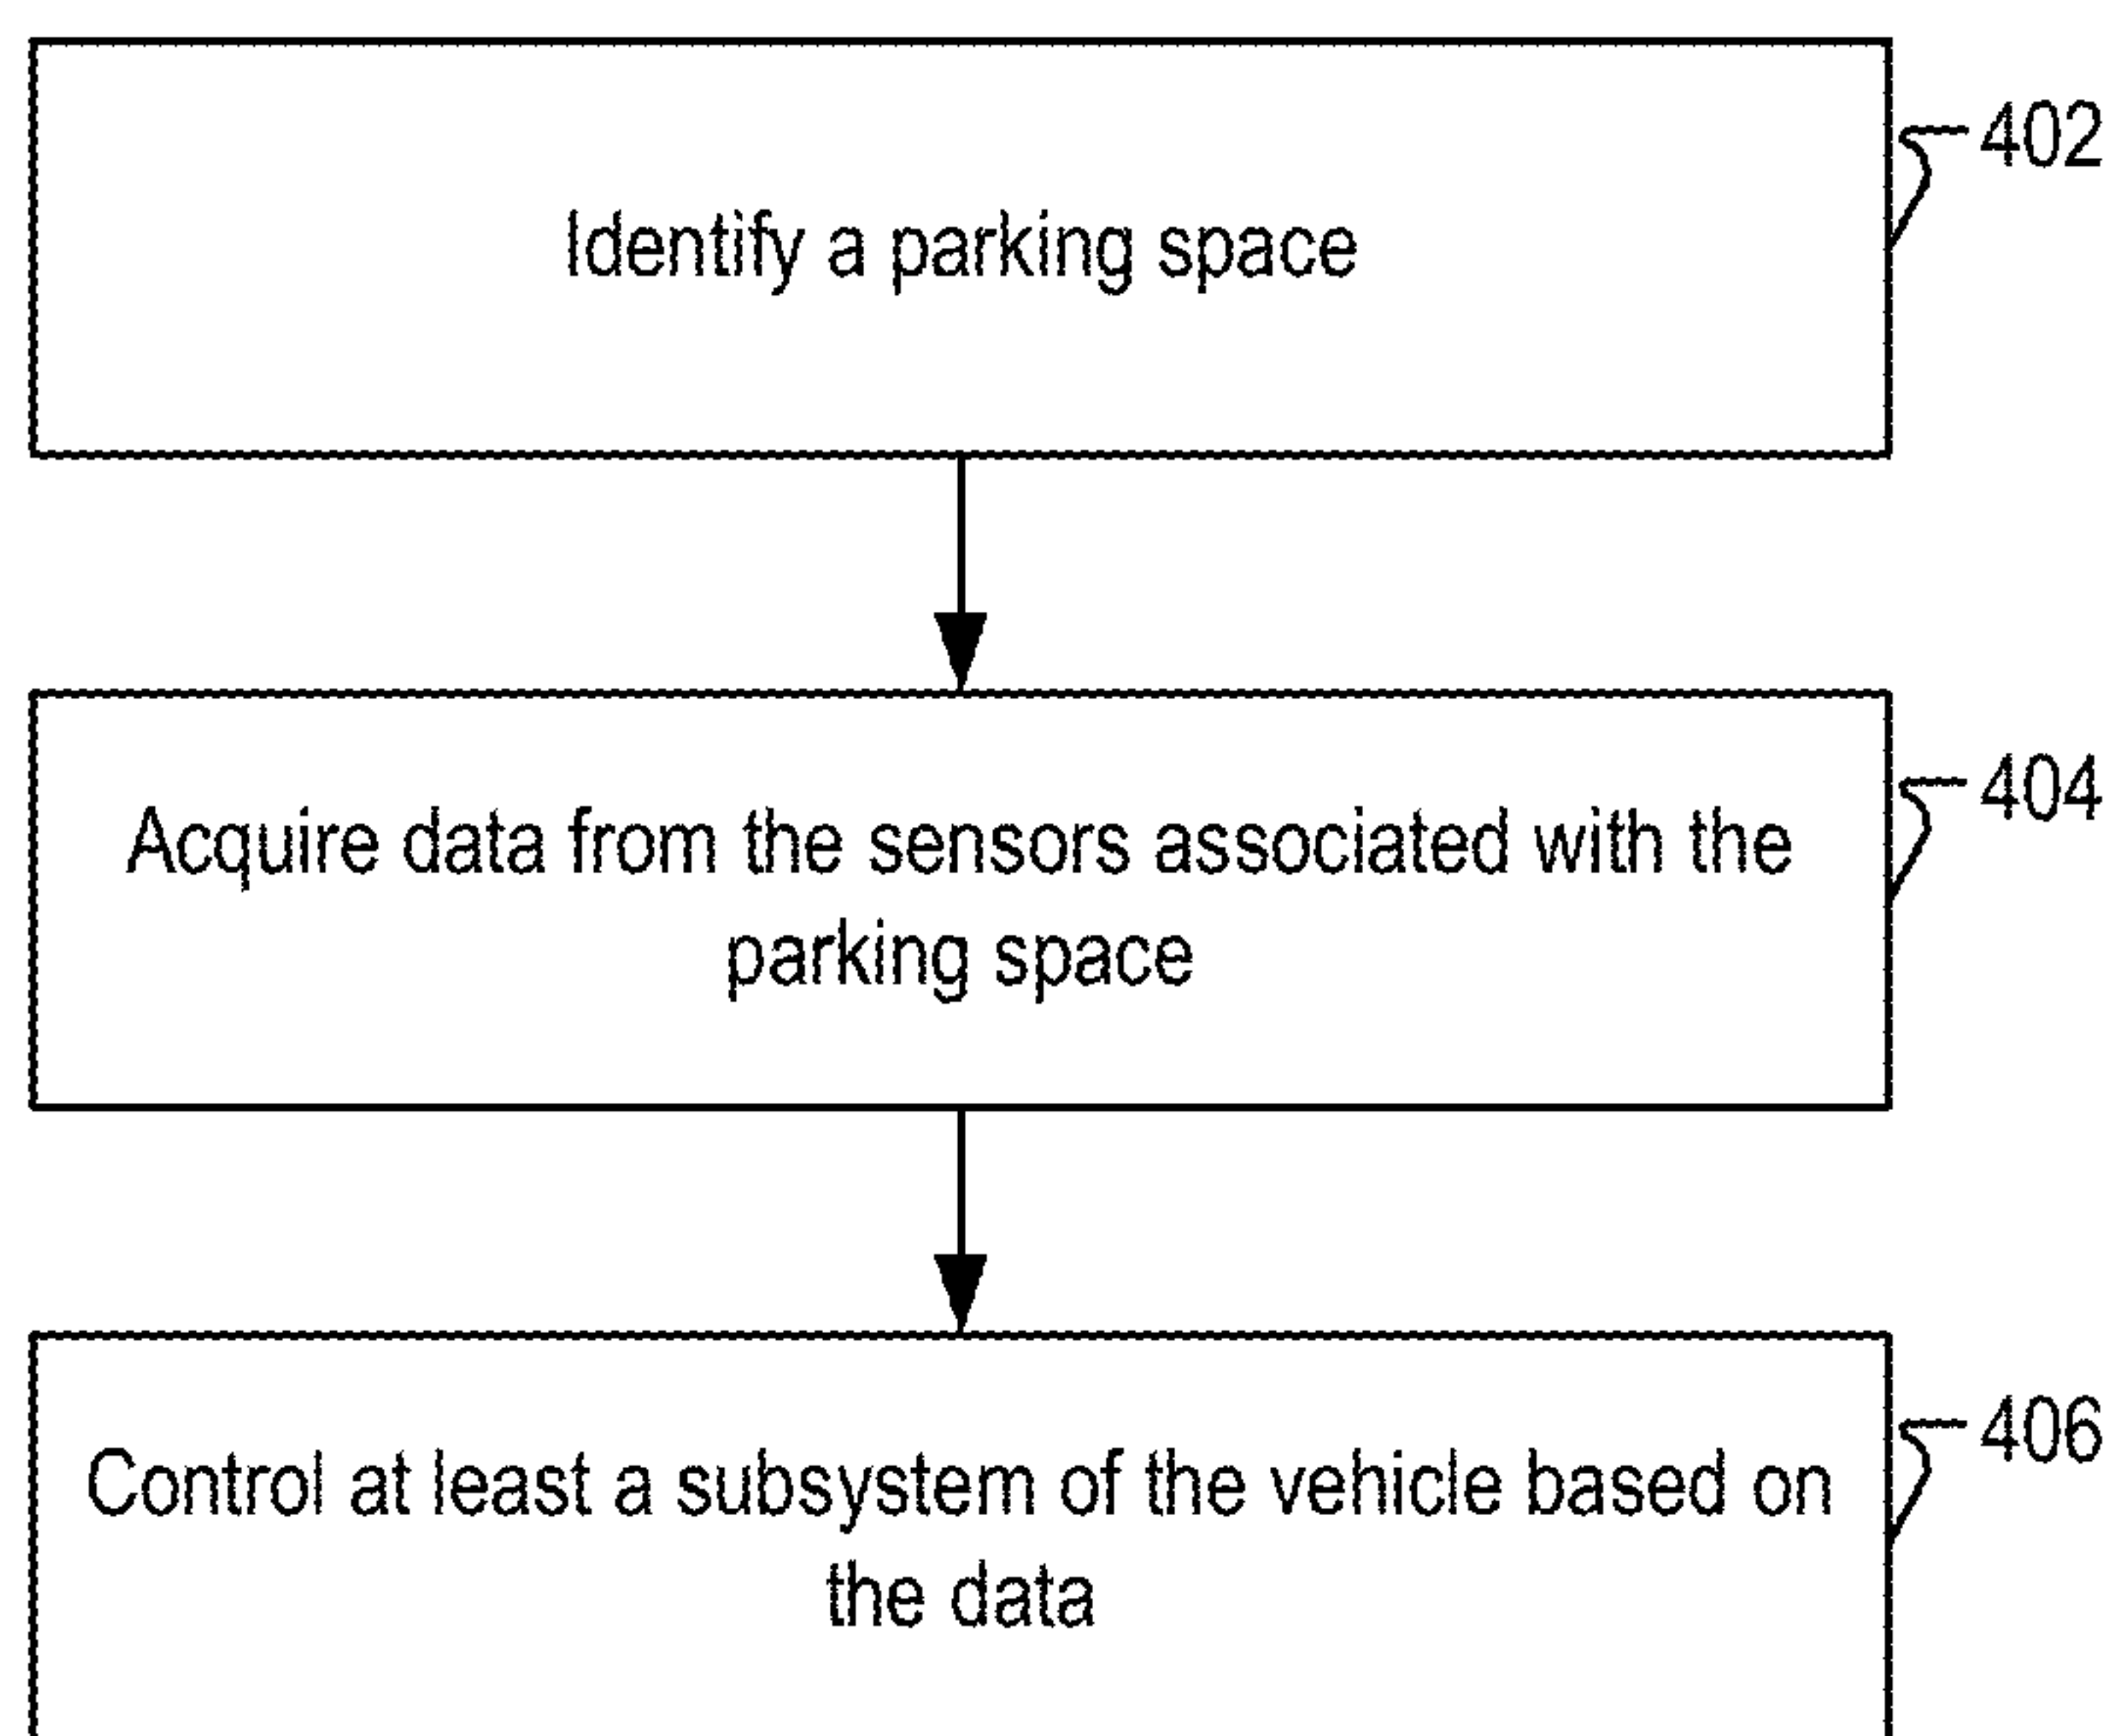 Identify a parking space
402
Acquire data from the sensors associated with the
parking space
404
Control at least a subsystem of the vehicle based on
the data
406